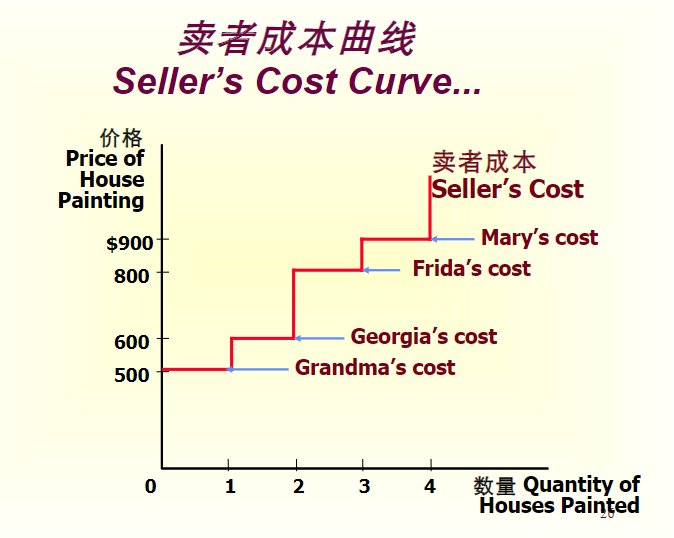 卖者成本曲线
Seller's Cost Curve...
价格
Price of
House
Painting
卖者成本
Seller's Cost
$900
Mary's cost
800
Frida's cost
600
Georgia's cost
500
Grandma's cost
0
1
2
3
4
数量 Quantity of
Houses Painted
26